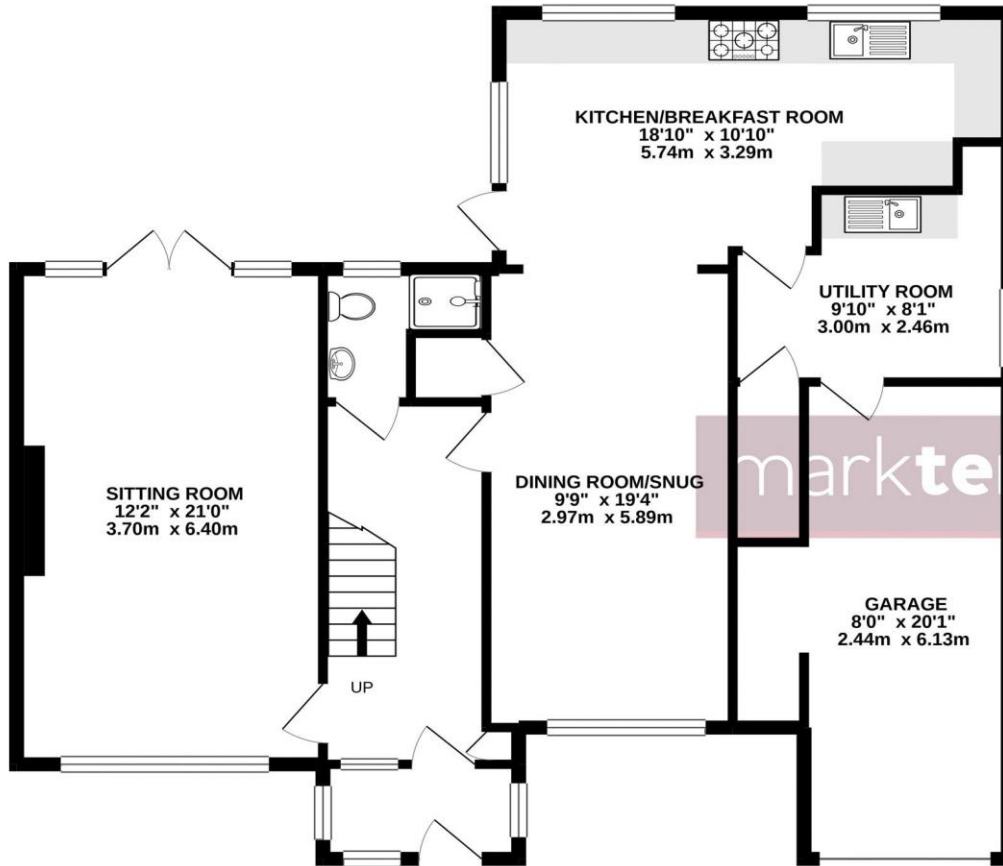 KITCHEN/BREAKFAST ROOM
18'10" x 10'10"
5.74m x 3.29m
UTILITY ROOM
9'10" x 8'1"
3.00m x 2.46m
SITTING ROOM
12'2" x 21'0"
3.70m x 6.40m
DINING ROOM/SNUG
9'9" x 19'4"
2.97m x 5.89m
markte
GARAGE
8'0" x 20'1"
2.44m x 6.13m
UP